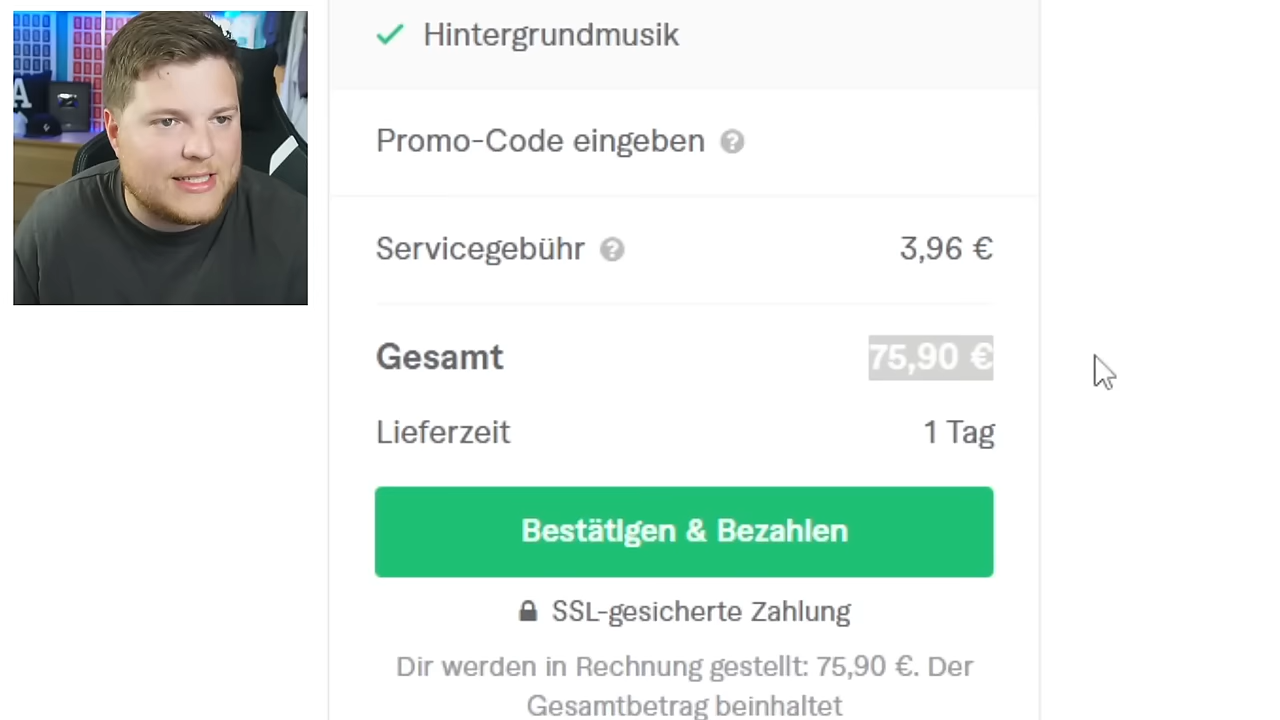 Hintergrundmusik
Promo-Code eingeben ?
Servicegebühr ? 3,96 €
Gesamt 75,90 €
Lieferzeit 1 Tag
Bestätigen & Bezahlen
SSL-gesicherte Zahlung
Dir werden in Rechnung gestellt: 75,90 €. Der
Gesamtbetrag beinhaltet